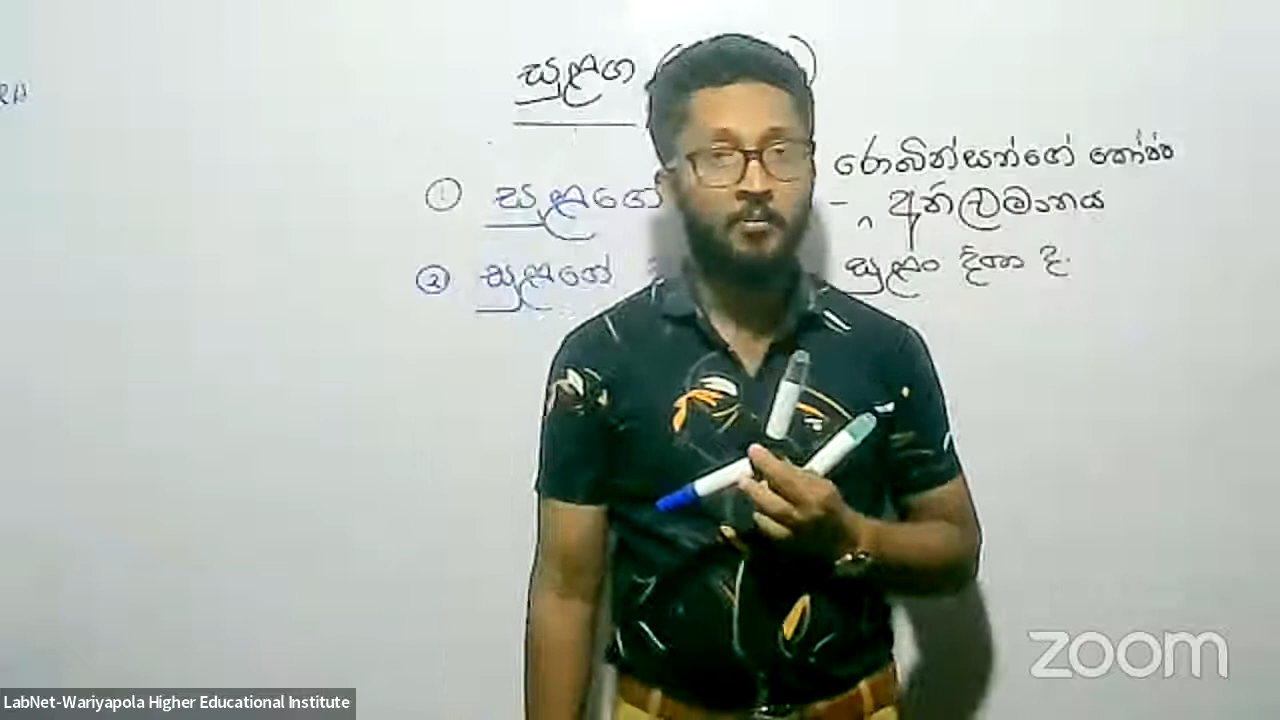 සුළඟ
රොබින්සන්ගේ කෝප්ප
① සුළඟේ
- ^ අනිලමානය
② සුළඟේ
සුළං දිශා ද
zoom
LabNet-Wariyapola Higher Educational Institute